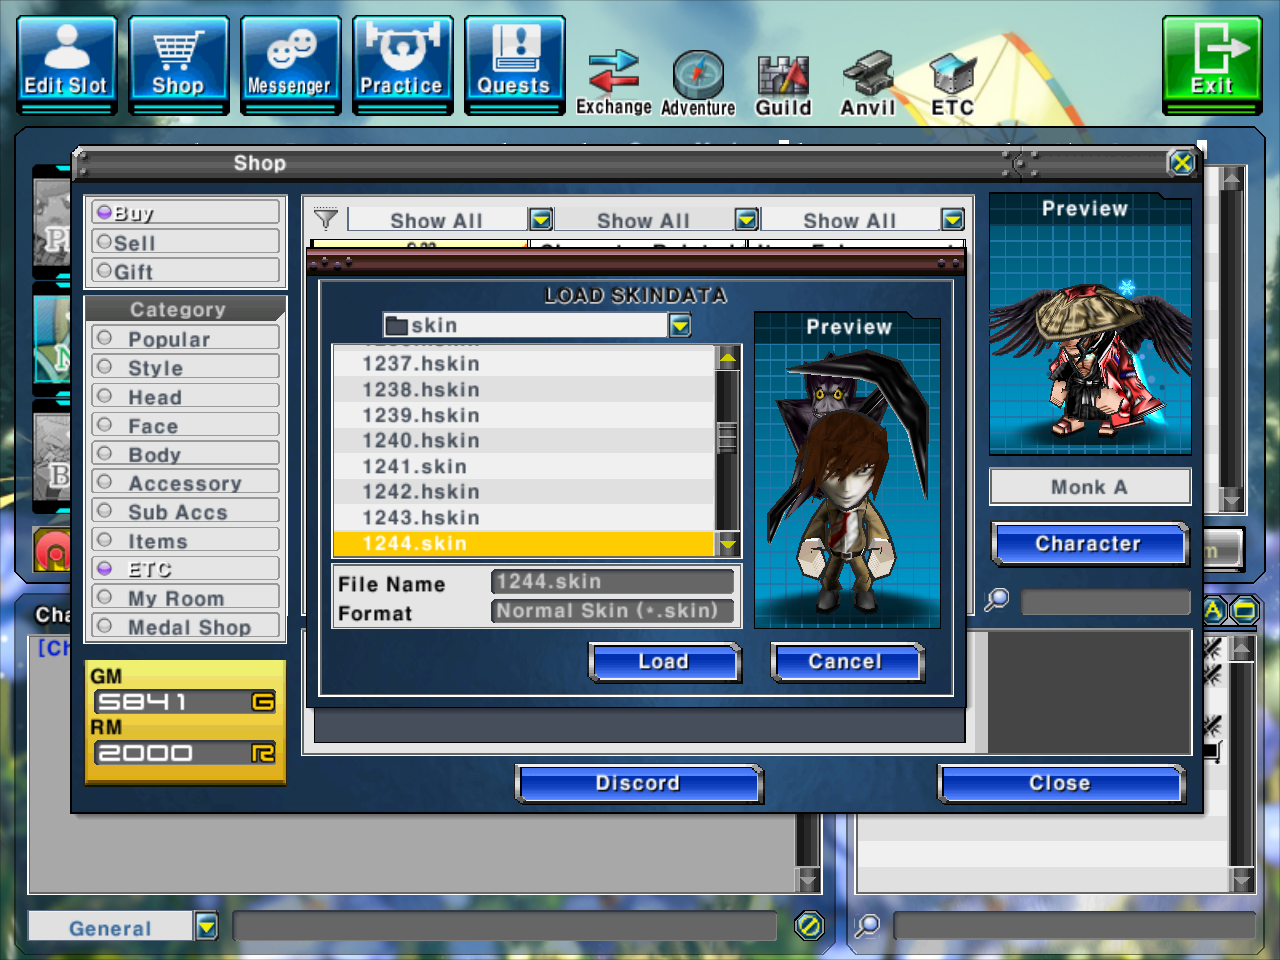 Edit Slot
Shop
Messenger
Practice
Quests
Exchange
Adventure
Guild
Anvil
ETC
Exit
Shop
Buy
Sell
Gift
Category
Popular
Style
Head
Face
Body
Accessory
Sub Accs
Items
ETC
My Room
Medal Shop
GM
5841 G
RM
2000 R
Show All
Show All
Show All
LOAD SKINDATA
skin
1237.hskin
1238.hskin
1239.hskin
1240.hskin
1241.skin
1242.hskin
1243.hskin
1244.skin
File Name
1244.skin
Format
Normal Skin (*.skin)
Preview
Load
Cancel
Preview
Monk A
Character
Discord
Close
General